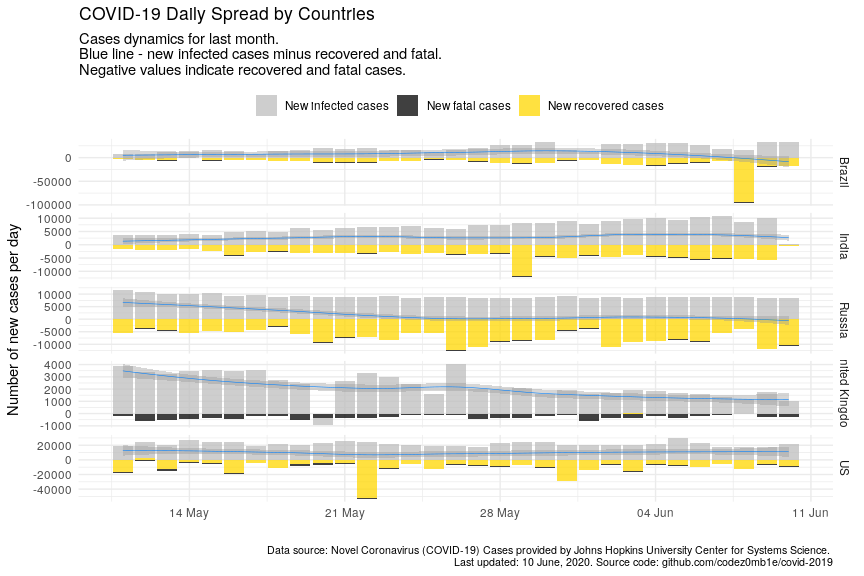 COVID-19 Daily Spread by Countries
Cases dynamics for last month.
Blue line - new infected cases minus recovered and fatal.
Negative values indicate recovered and fatal cases.
New infected cases New fatal cases New recovered cases
Number of new cases per day
0
-50000
-100000
Brazil
10000
5000
0
-5000
-10000
India
10000
5000
0
-5000
-10000
Russia
4000
3000
2000
1000
0
-1000
nited Kingdo
20000
0
-20000
-40000
US
14 May 21 May 28 May 04 Jun 11 Jun
Data source: Novel Coronavirus (COVID-19) Cases provided by Johns Hopkins University Center for Systems Science.
Last updated: 10 June, 2020. Source code: github.com/codez0mb1e/covid-2019